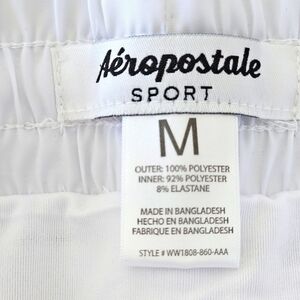 Aéropostale
SPORT
M
OUTER: 100% POLYESTER
INNER: 92% POLYESTER
8% ELASTANE
MADE IN BANGLADESH
HECHO EN BANGLADESH
FABRIQUE EN BANGLADESH
STYLE # WW1808-860-AAA